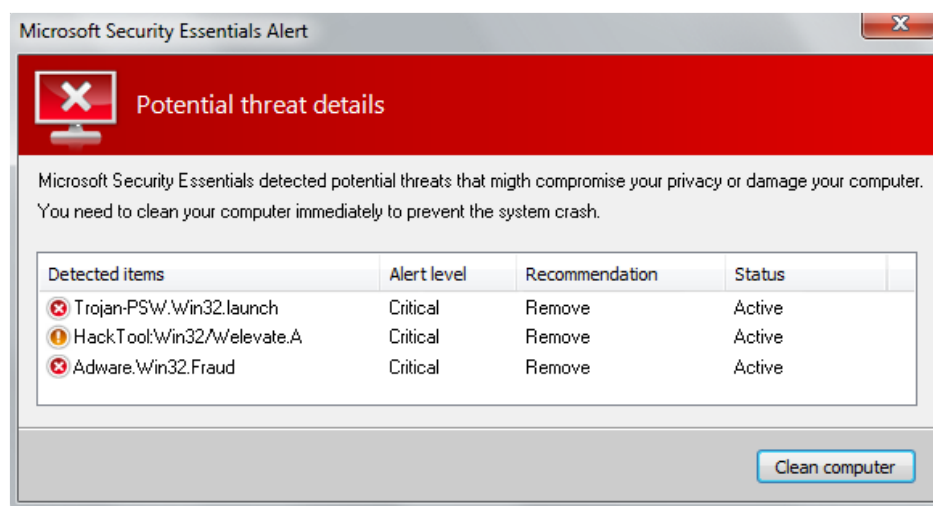 Microsoft Security Essentials Alert
Potential threat details
Microsoft Security Essentials detected potential threats that migth compromise your privacy or damage your computer.
You need to clean your computer immediately to prevent the system crash.
Detected items Alert level Recommendation Status
Trojan-PSW.Win32.launch Critical Remove Active
HackTool:Win32/Welevate.A Critical Remove Active
Adware.Win32.Fraud Critical Remove Active
Clean computer